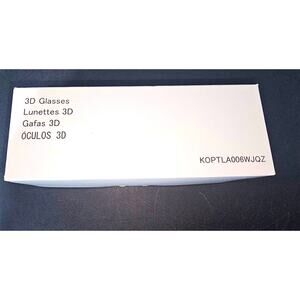 3D Glasses
Lunettes 3D
Gafas 3D
ÓCULOS 3D
KOPTLA006WJQZ